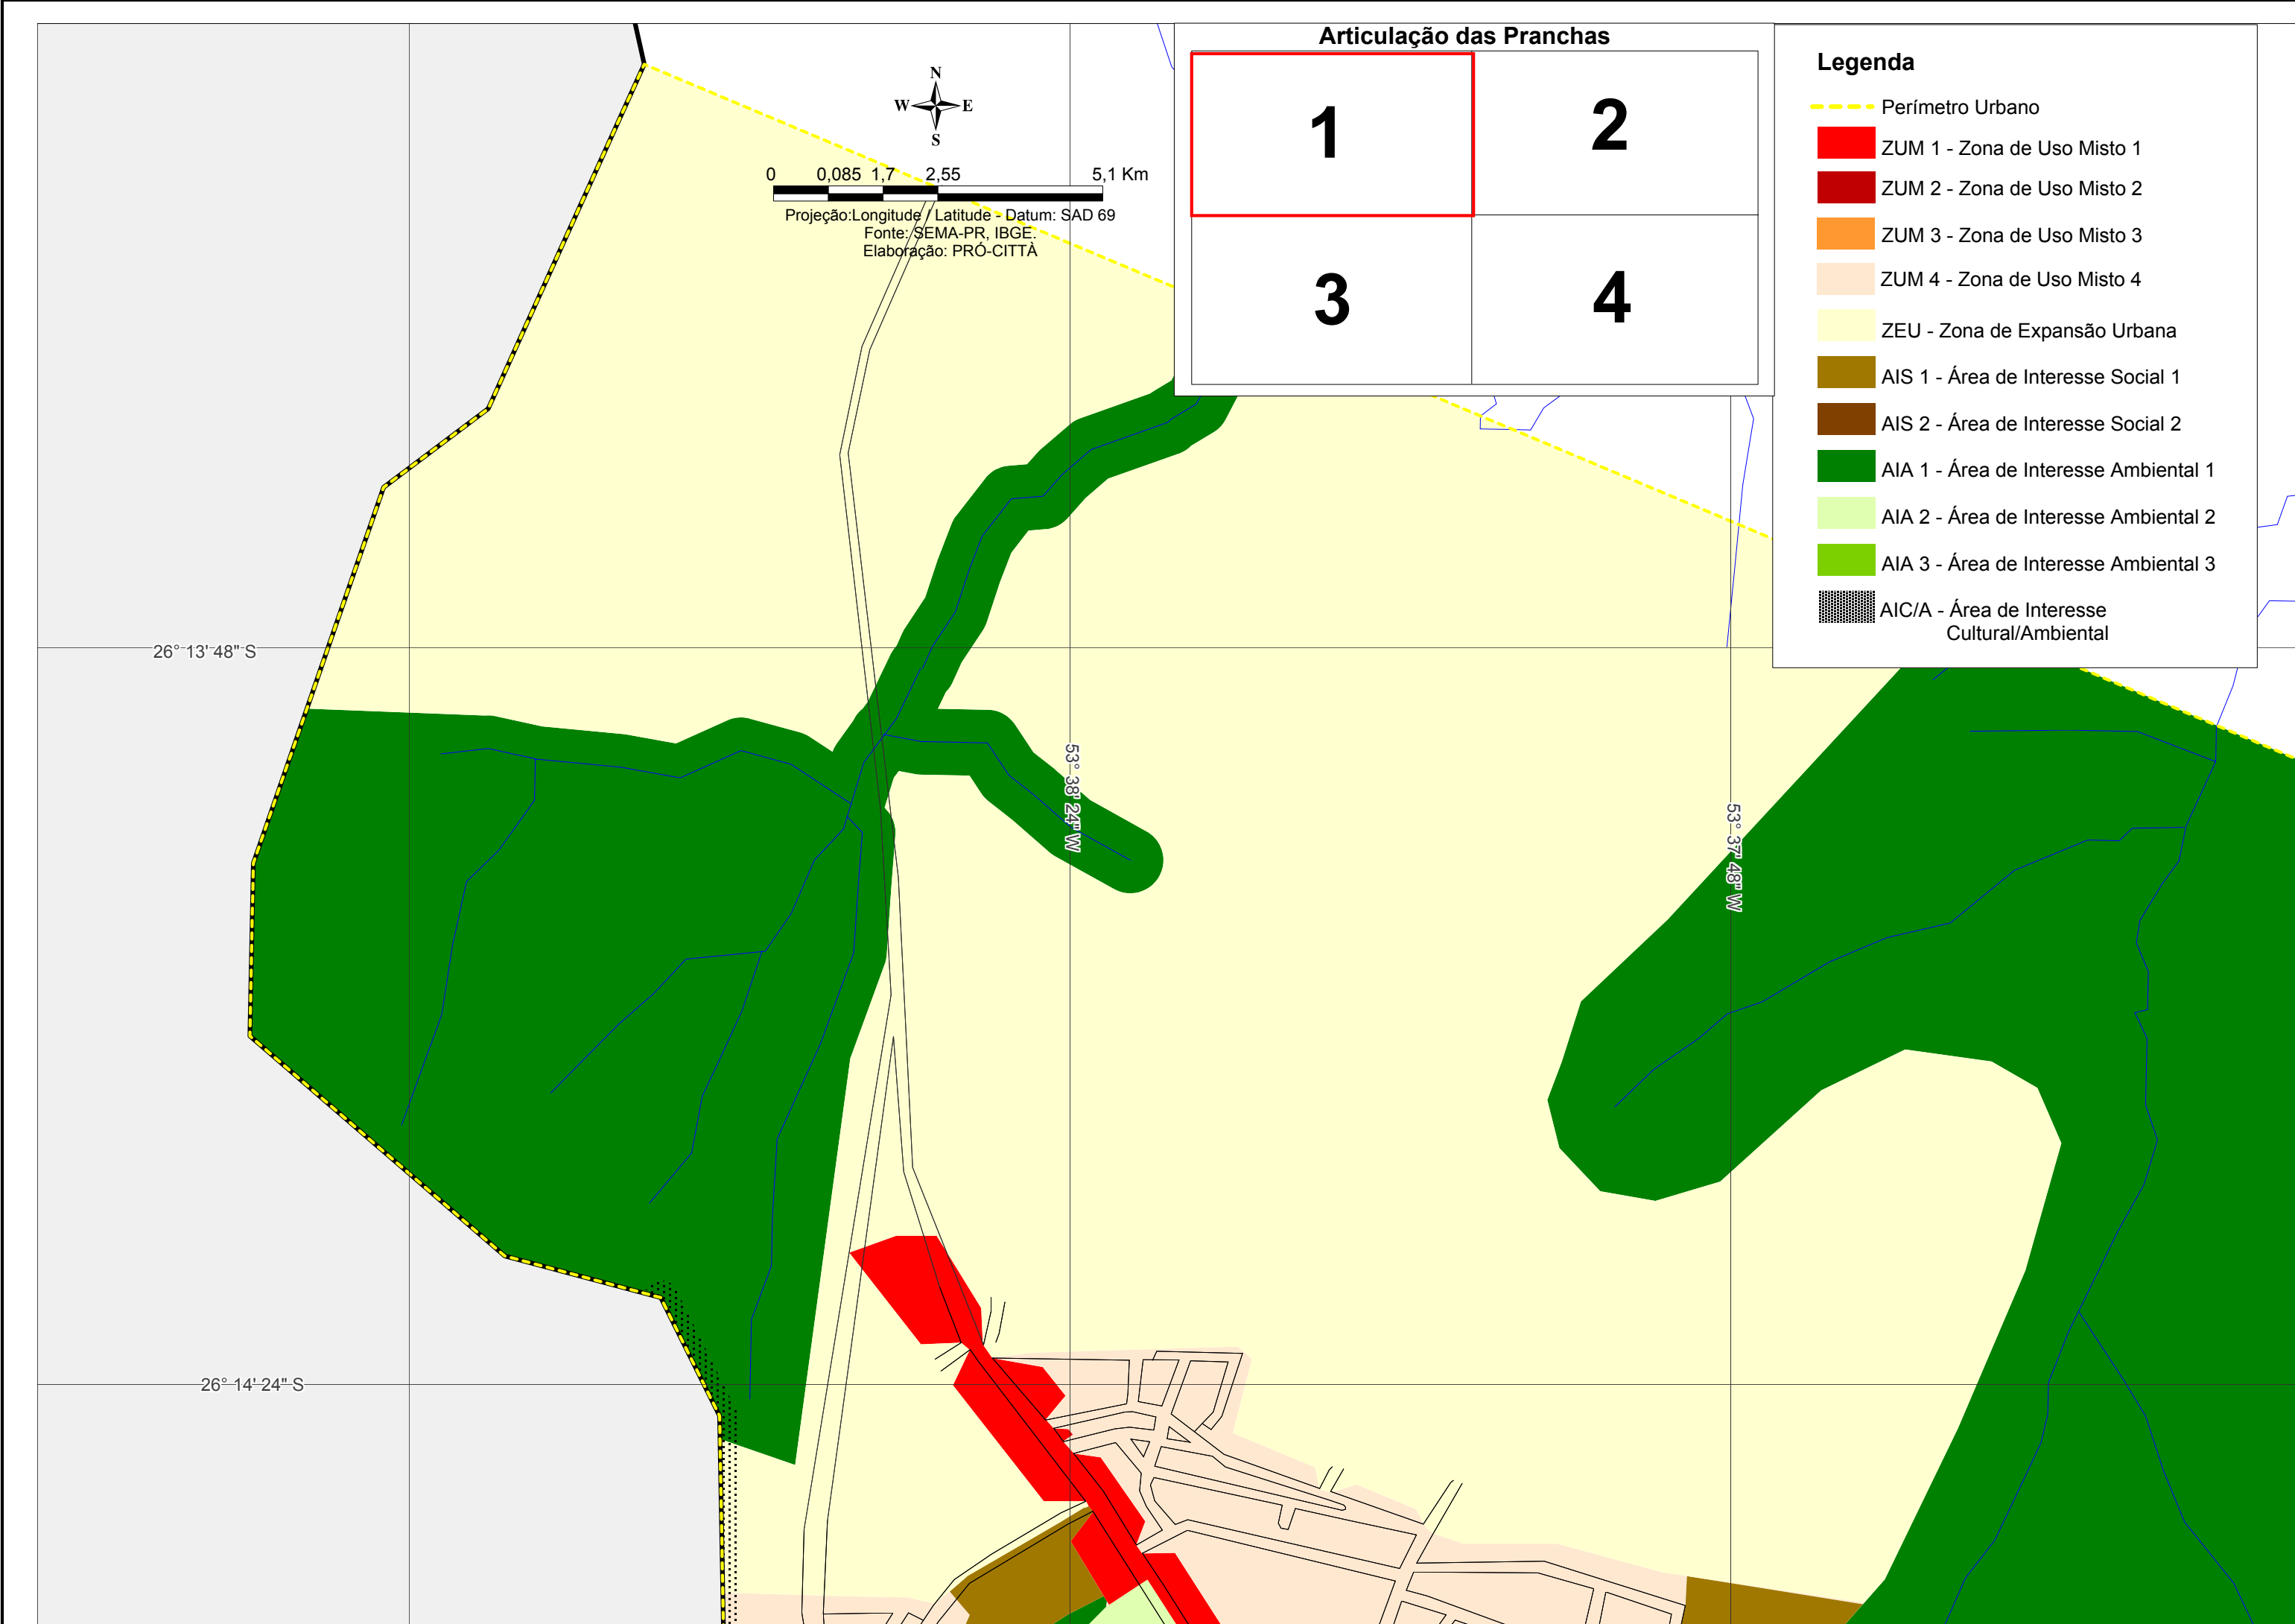 Articulação das Pranchas
1
2
3
4
Legenda
Perímetro Urbano
ZUM 1 - Zona de Uso Misto 1
ZUM 2 - Zona de Uso Misto 2
ZUM 3 - Zona de Uso Misto 3
ZUM 4 - Zona de Uso Misto 4
ZEU - Zona de Expansão Urbana
AIS 1 - Área de Interesse Social 1
AIS 2 - Área de Interesse Social 2
AIA 1 - Área de Interesse Ambiental 1
AIA 2 - Área de Interesse Ambiental 2
AIA 3 - Área de Interesse Ambiental 3
AIC/A - Área de Interesse
Cultural/Ambiental
N
W E
S
0 0,085 1,7 2,55 5,1 Km
Projeção:Longitude / Latitude - Datum: SAD 69
Fonte: SEMA-PR, IBGE.
Elaboração: PRÓ-CITTÀ
26° 13' 48" S
53° 38' 24" W
53° 37' 48" W
26° 14' 24" S